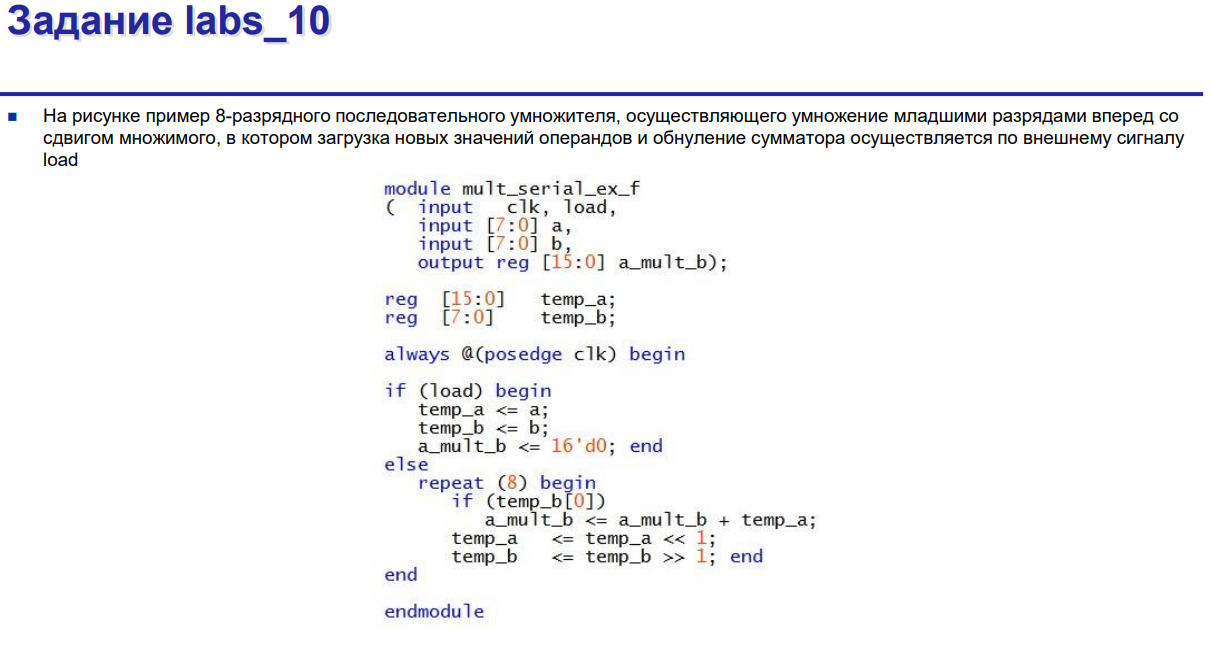 Задание labs_10
На рисунке пример 8-разрядного последовательного умножителя, осуществляющего умножение младшими разрядами вперед со
сдвигом множимого, в котором загрузка новых значений операндов и обнуление сумматора осуществляется по внешнему сигналу
load
module mult_serial_ex_f
( input clk, load,
input [7:0] a,
input [7:0] b,
output reg [15:0] a_mult_b);
reg [15:0] temp_a;
reg [7:0] temp_b;
always @(posedge clk) begin
if (load) begin
temp_a <= a;
temp_b <= b;
a_mult_b <= 16'd0; end
else
repeat (8) begin
if (temp_b[0])
a_mult_b <= a_mult_b + temp_a;
temp_a <= temp_a << 1;
temp_b <= temp_b >> 1; end
end
endmodule